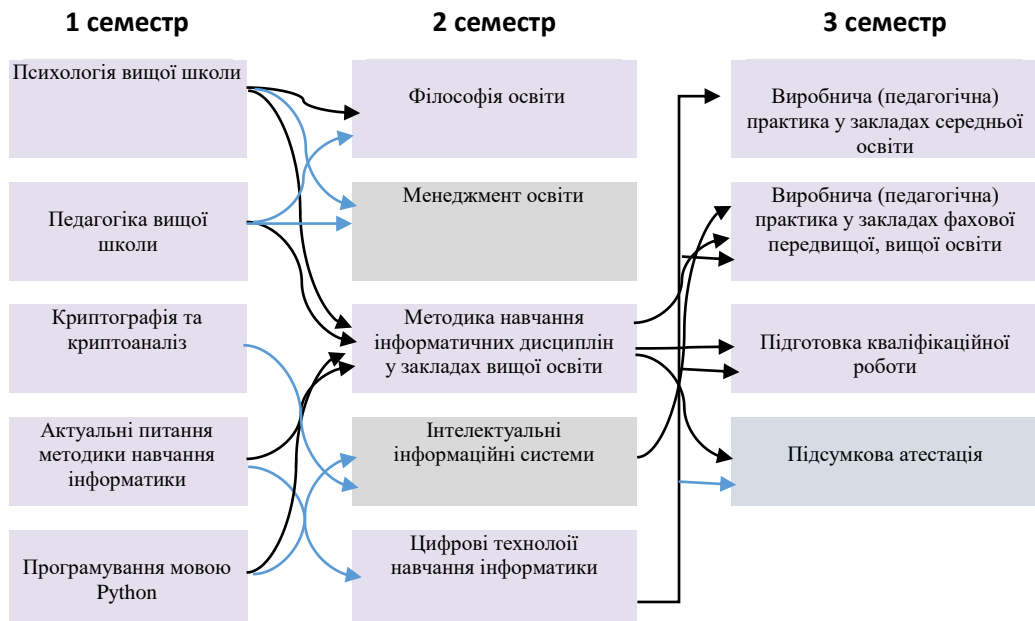 1 семестр
2 семестр
3 семестр
Психологія вищої школи
Педагогіка вищої
школи
Криптографія та
криптоаналіз
Актуальні питання
методики навчання
інформатики
Програмування мовою
Python
Філософія освіти
Менеджмент освіти
Методика навчання
інформатичних дисциплін
у закладах вищої освіти
Інтелектуальні
інформаційні системи
Цифрові технолоії
навчання інформатики
Виробнича (педагогічна)
практика у закладах середньої
освіти
Виробнича (педагогічна)
практика у закладах фахової
передвищої, вищої освіти
Підготовка кваліфікаційної
роботи
Підсумкова атестація